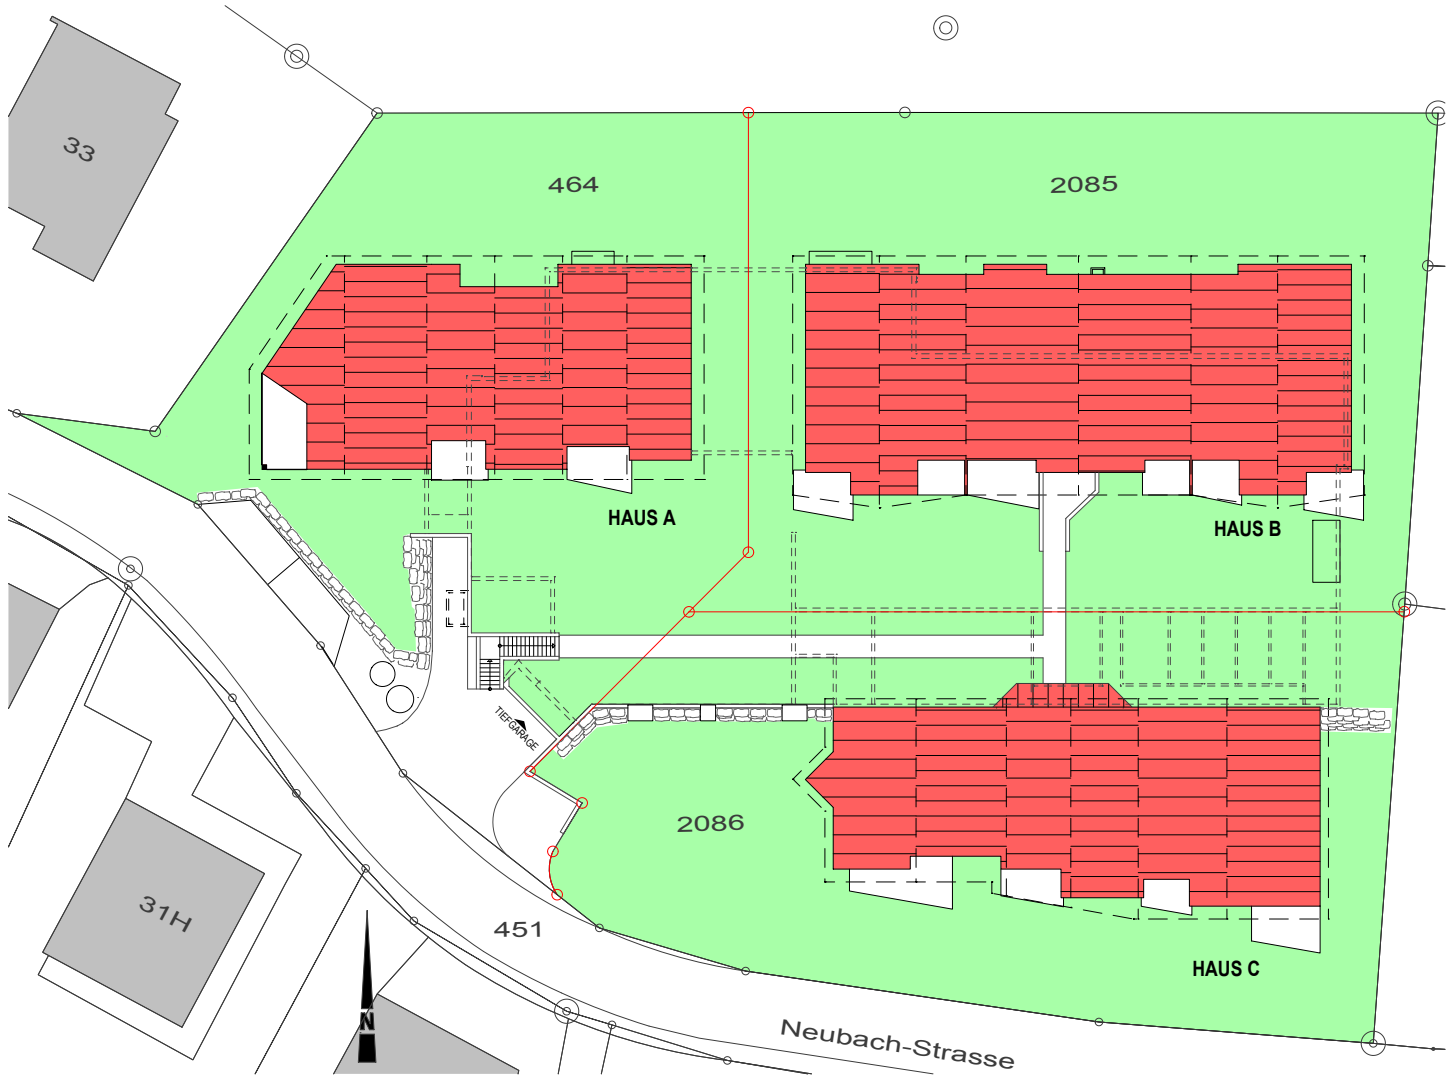 33
464
2085
HAUS A
HAUS B
TIEFGARAGE
2086
31H
451
HAUS C
N
Neubach-Strasse